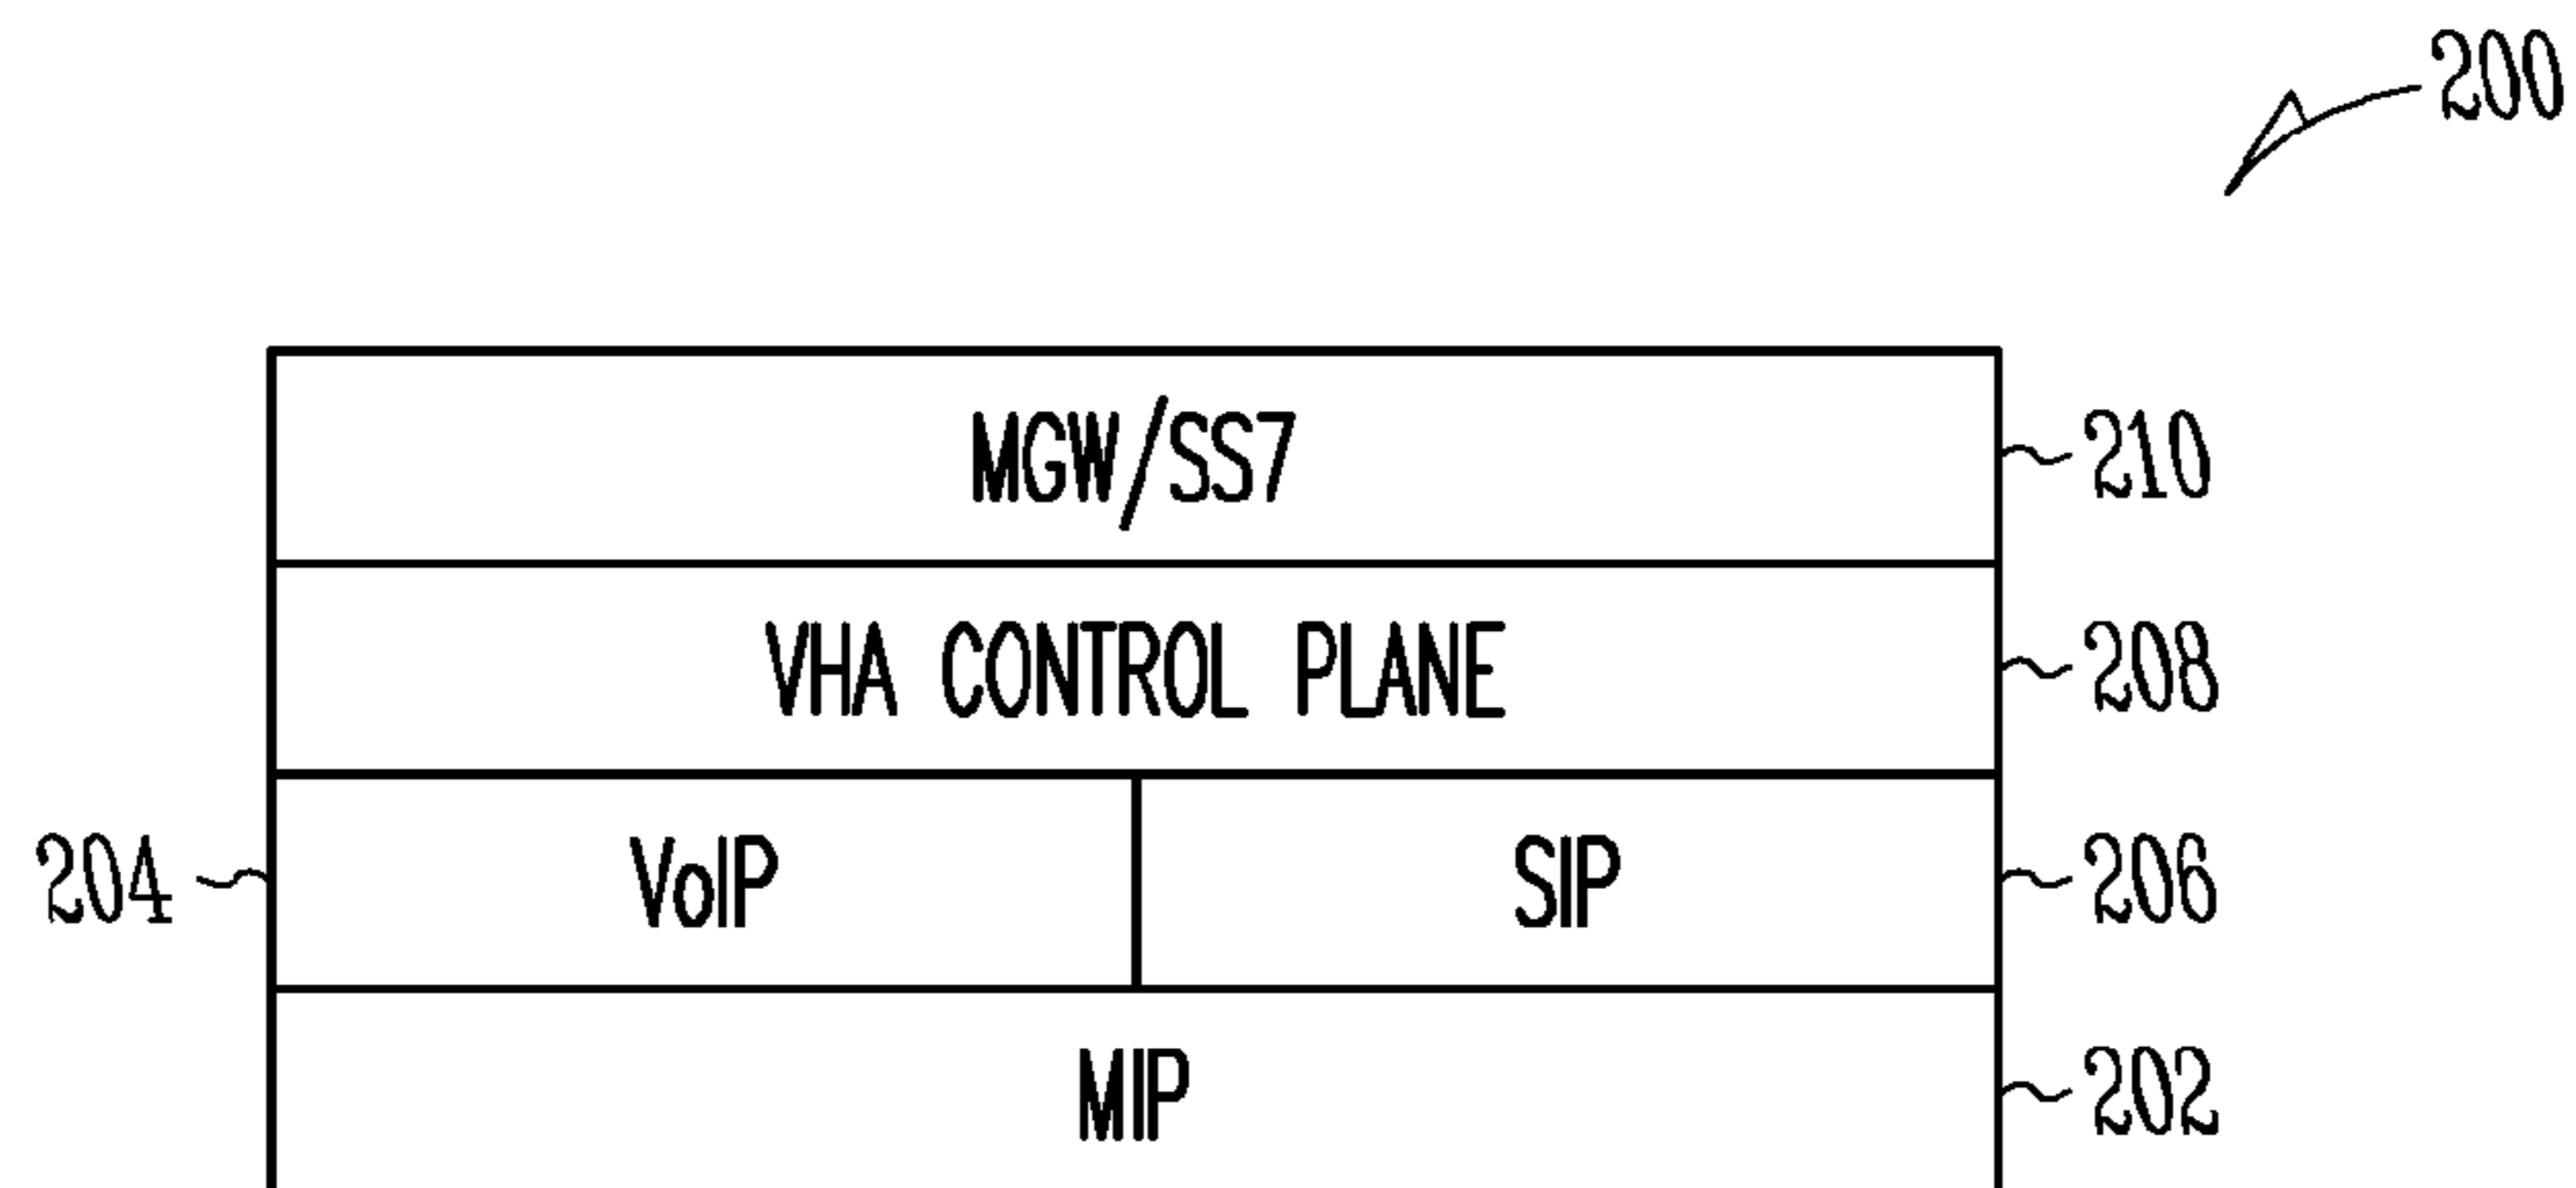 200
MGW/SS7
210
VHA CONTROL PLANE
208
204
VoIP
SIP
206
MIP
202